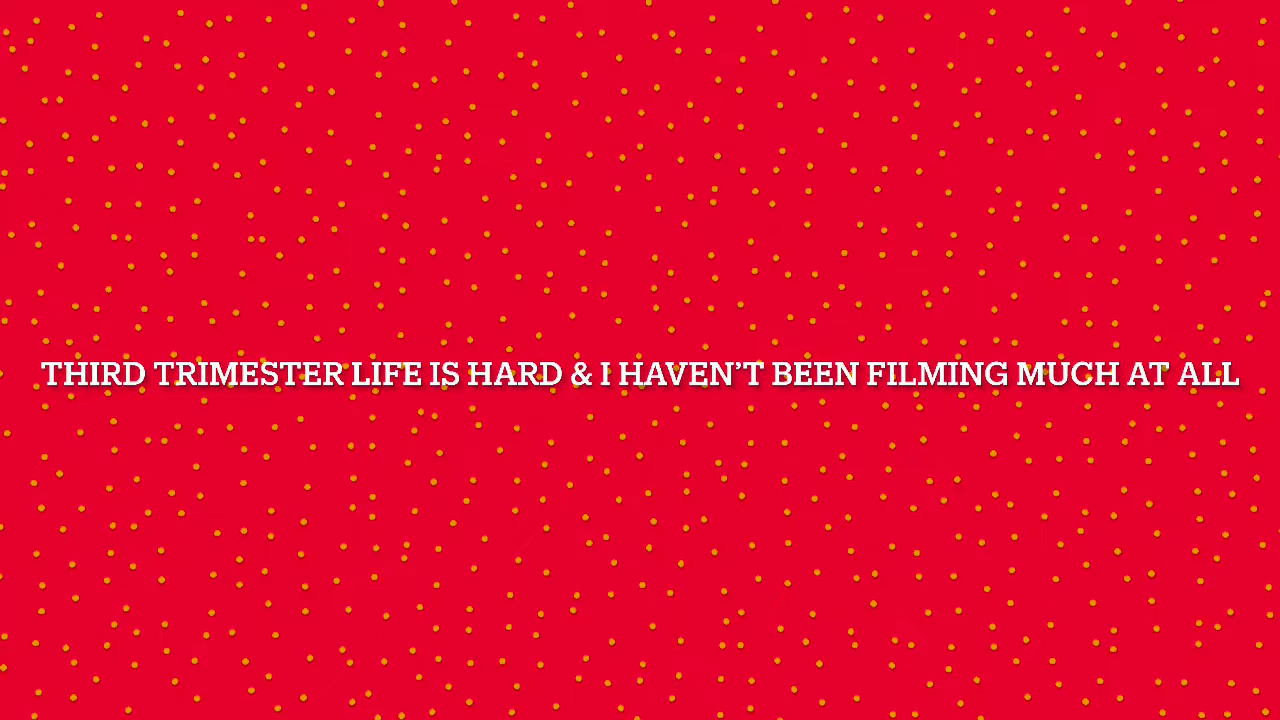 THIRD TRIMESTER LIFE IS HARD & I HAVEN’T BEEN FILMING MUCH AT ALL